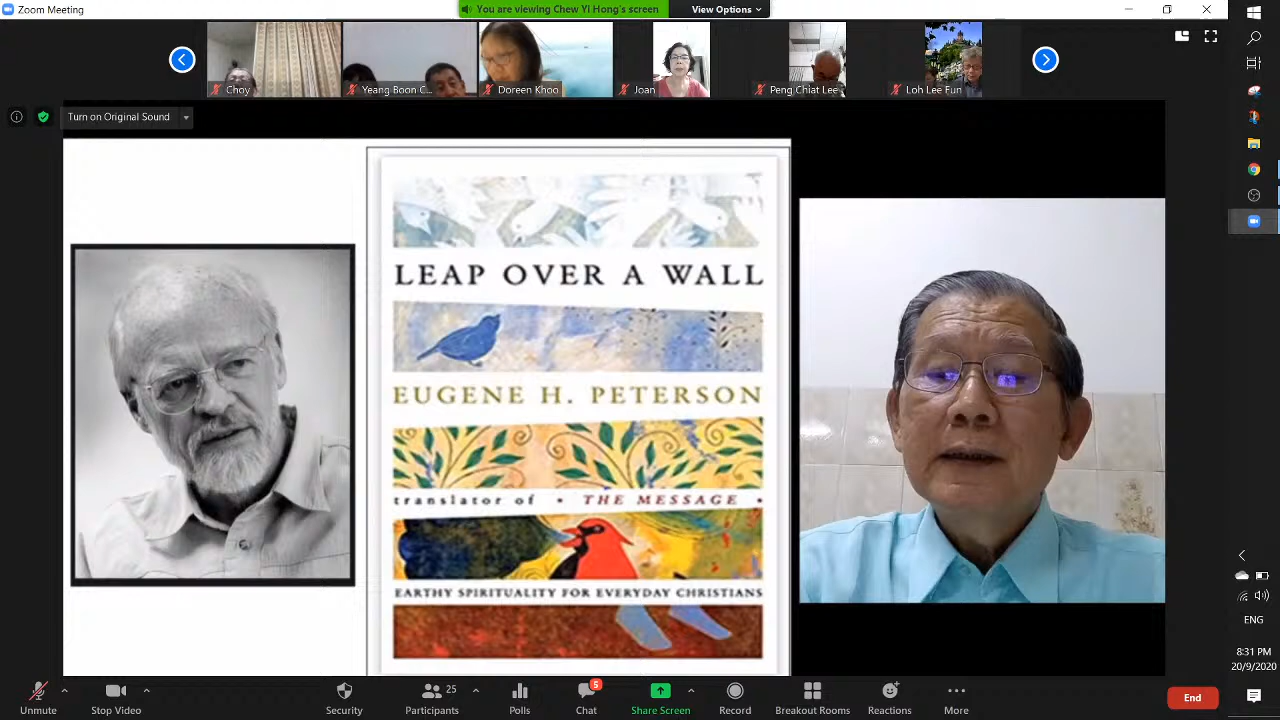 Zoom Meeting
You are viewing Chew Yi Hong's screen
View Options
Choy
Yeang Boon C...
Doreen Khoo
Joan
Peng Chiat Lee
Loh Lee Fun
Turn on Original Sound
LEAP OVER A WALL
EUGENE H. PETERSON
translator of • THE MESSAGE •
EARTHY SPIRITUALITY FOR EVERYDAY CHRISTIANS
ENG
8:31 PM
20/9/2020
Unmute
Stop Video
Security
25
Participants
Polls
5
Chat
Share Screen
Record
Breakout Rooms
Reactions
More
End